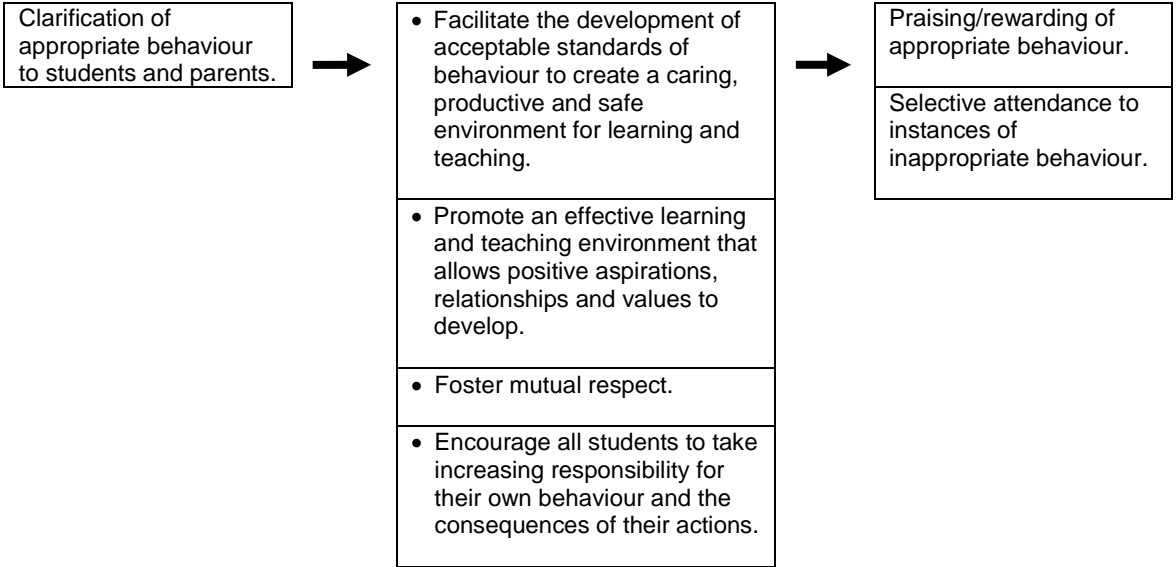 Clarification of
appropriate behaviour
to students and parents.
• Facilitate the development of
acceptable standards of
behaviour to create a caring,
productive and safe
environment for learning and
teaching.
• Promote an effective learning
and teaching environment that
allows positive aspirations,
relationships and values to
develop.
• Foster mutual respect.
• Encourage all students to take
increasing responsibility for
their own behaviour and the
consequences of their actions.
Praising/rewarding of
appropriate behaviour.
Selective attendance to
instances of
inappropriate behaviour.